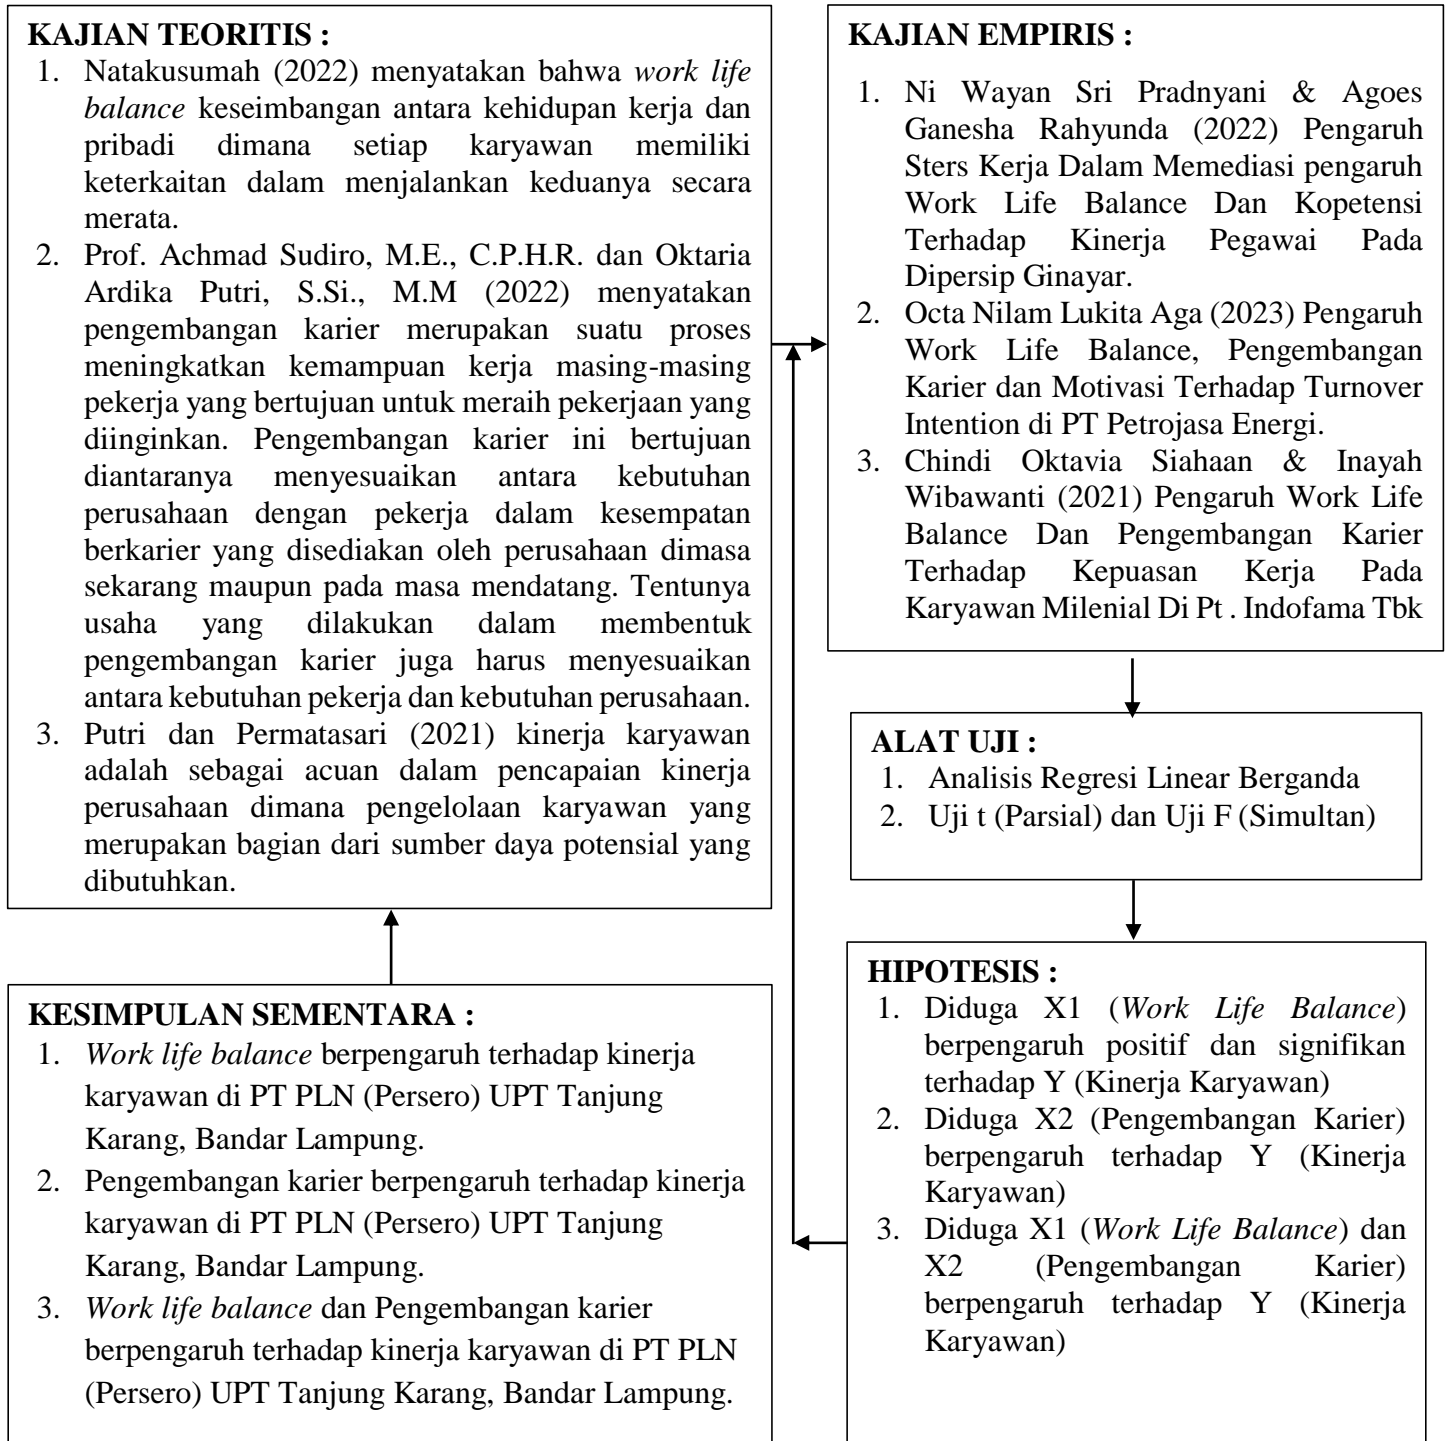 KAJIAN TEORITIS :
1. Natakusumah (2022) menyatakan bahwa work life
balance keseimbangan antara kehidupan kerja dan
pribadi dimana setiap karyawan memiliki
keterkaitan dalam menjalankan keduanya secara
merata.
2. Prof. Achmad Sudiro, M.E., C.P.H.R. dan Oktaria
Ardika Putri, S.Si., M.M (2022) menyatakan
pengembangan karier merupakan suatu proses
meningkatkan kemampuan kerja masing-masing
pekerja yang bertujuan untuk meraih pekerjaan yang
diinginkan. Pengembangan karier ini bertujuan
diantaranya menyesuaikan antara kebutuhan
perusahaan dengan pekerja dalam kesempatan
berkarier yang disediakan oleh perusahaan dimasa
sekarang maupun pada masa mendatang. Tentunya
usaha yang dilakukan dalam membentuk
pengembangan karier juga harus menyesuaikan
antara kebutuhan pekerja dan kebutuhan perusahaan.
3. Putri dan Permatasari (2021) kinerja karyawan
adalah sebagai acuan dalam pencapaian kinerja
perusahaan dimana pengelolaan karyawan yang
merupakan bagian dari sumber daya potensial yang
dibutuhkan.
KAJIAN EMPIRIS :
1. Ni Wayan Sri Pradnyani & Agoes
Ganesha Rahyunda (2022) Pengaruh
Sters Kerja Dalam Memediasi pengaruh
Work Life Balance Dan Kopetensi
Terhadap Kinerja Pegawai Pada
Dipersip Ginayar.
2. Octa Nilam Lukita Aga (2023) Pengaruh
Work Life Balance, Pengembangan
Karier dan Motivasi Terhadap Turnover
Intention di PT Petrojasa Energi.
3. Chindi Oktavia Siahaan & Inayah
Wibawanti (2021) Pengaruh Work Life
Balance Dan Pengembangan Karier
Terhadap Kepuasan Kerja Pada
Karyawan Milenial Di Pt . Indofama Tbk
ALAT UJI :
1. Analisis Regresi Linear Berganda
2. Uji t (Parsial) dan Uji F (Simultan)
HIPOTESIS :
1. Diduga X1 (Work Life Balance)
berpengaruh positif dan signifikan
terhadap Y (Kinerja Karyawan)
2. Diduga X2 (Pengembangan Karier)
berpengaruh terhadap Y (Kinerja
Karyawan)
3. Diduga X1 (Work Life Balance) dan
X2 (Pengembangan Karier)
berpengaruh terhadap Y (Kinerja
Karyawan)
KESIMPULAN SEMENTARA :
1. Work life balance berpengaruh terhadap kinerja
karyawan di PT PLN (Persero) UPT Tanjung
Karang, Bandar Lampung.
2. Pengembangan karier berpengaruh terhadap kinerja
karyawan di PT PLN (Persero) UPT Tanjung
Karang, Bandar Lampung.
3. Work life balance dan Pengembangan karier
berpengaruh terhadap kinerja karyawan di PT PLN
(Persero) UPT Tanjung Karang, Bandar Lampung.